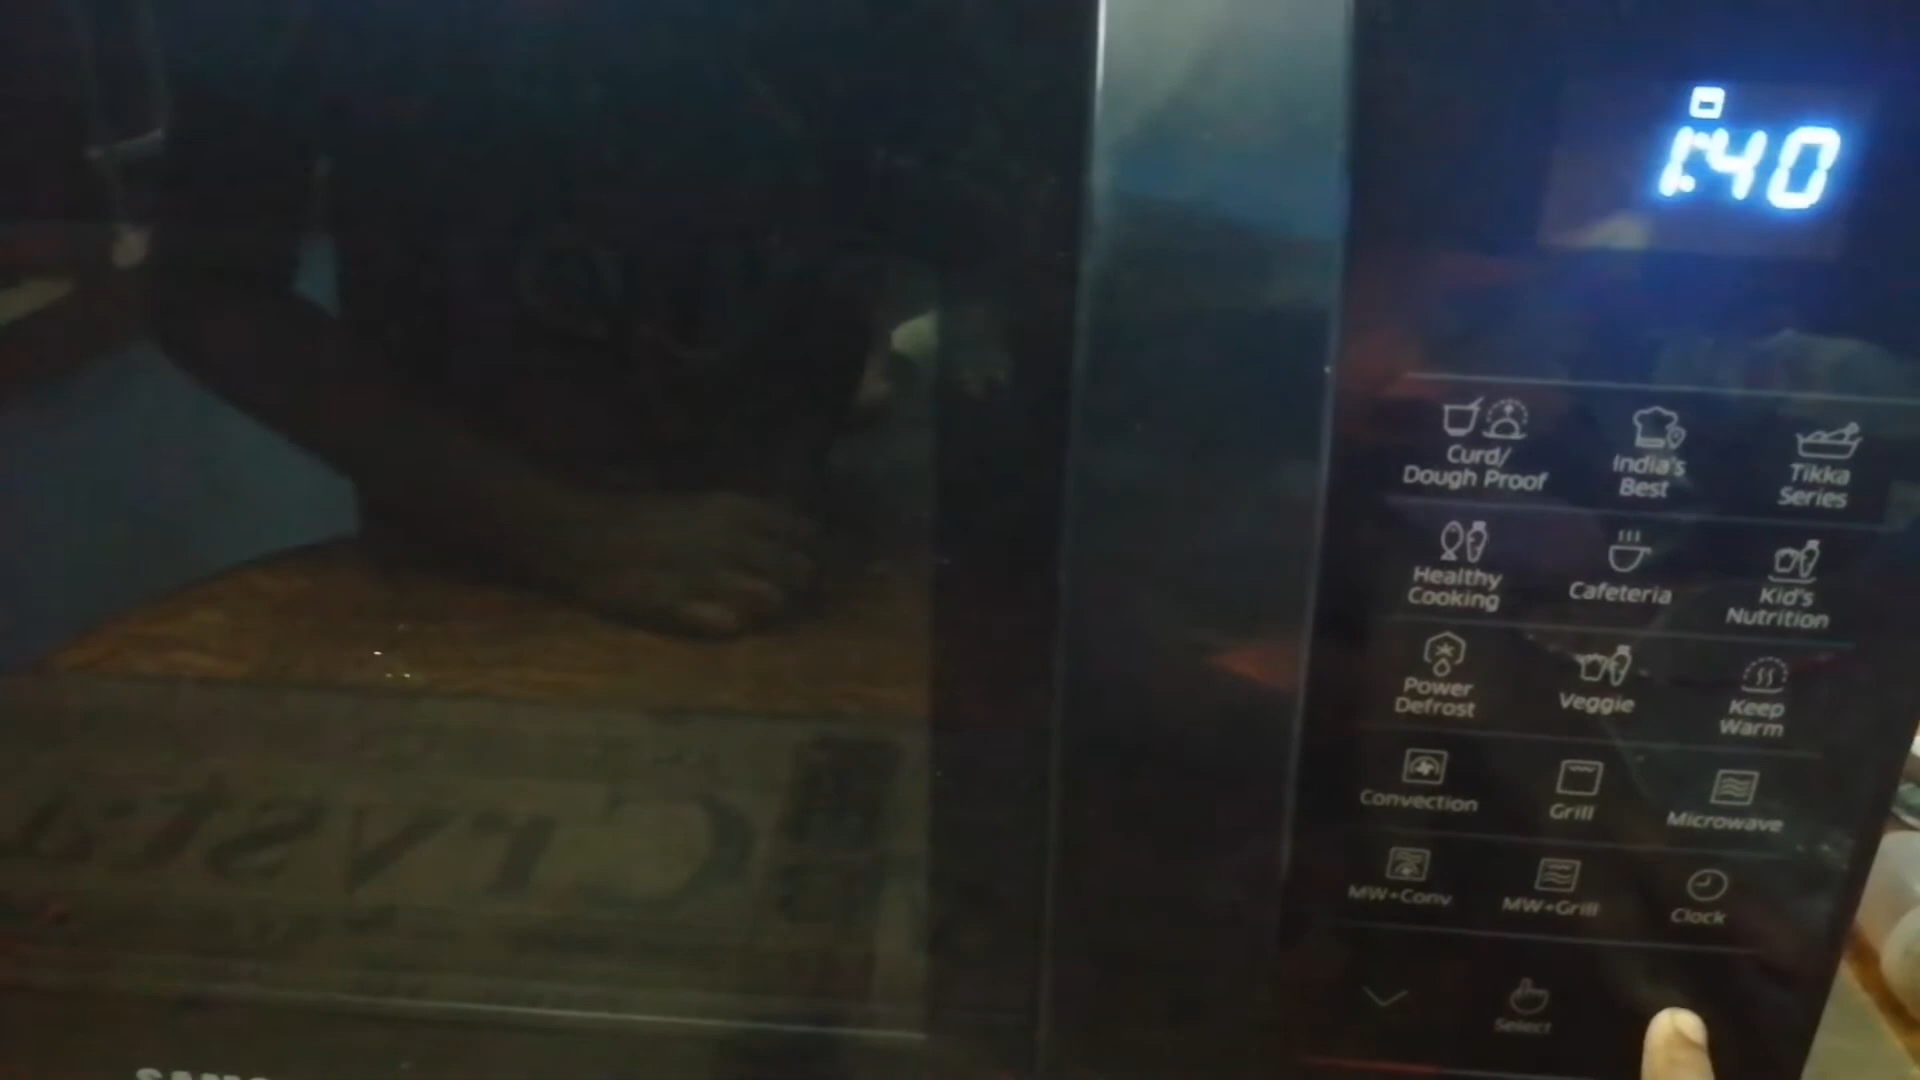 1:40
Curd/
Dough Proof
India's
Best
Tikka
Series
Healthy
Cooking
Cafeteria
Kid's
Nutrition
Power
Defrost
Veggie
Keep
Warm
Convection
Grill
Microwave
MW+Conv
MW+Grill
Clock
Select